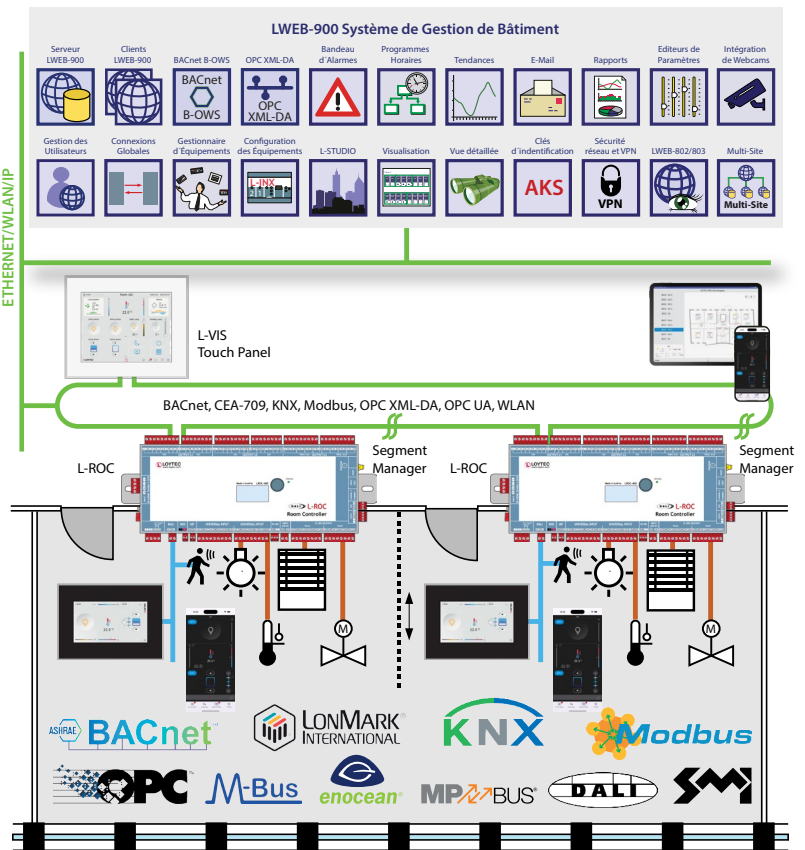 LWEB-900 Système de Gestion de Bâtiment
Serveur
LWEB-900
Clients
LWEB-900
BACnet B-OWS
OPC XML-DA
Bandeau
d´Alarmes
Programmes
Horaires
Tendances
E-Mail
Rapports
Editeurs de
Paramètres
Intégration
de Webcams
BACnet
B-OWS
OPC
XML-DA
Gestion des
Utilisateurs
Connexions
Globales
Gestionnaire
d´Équipements
Configuration
des Équipements
L-STUDIO
Visualisation
Vue détaillée
Clés
d´indentification
Sécurité
réseau et VPN
LWEB-802/803
Multi-Site
L-INX
AKS
VPN
Multi-Site
ETHERNET/WLAN/IP
L-VIS
Touch Panel
BACnet, CEA-709, KNX, Modbus, OPC XML-DA, OPC UA, WLAN
L-ROC
Segment
Manager
L-ROC
Segment
Manager
LOYTEC
DALI
L-ROC
Room Controller
LOYTEC
DALI
L-ROC
Room Controller
M
M
ASHRAE BACnet
LONMARK
INTERNATIONAL
KNX
Modbus
OPC
M-Bus
enocean
MP BUS
DALI
SMI